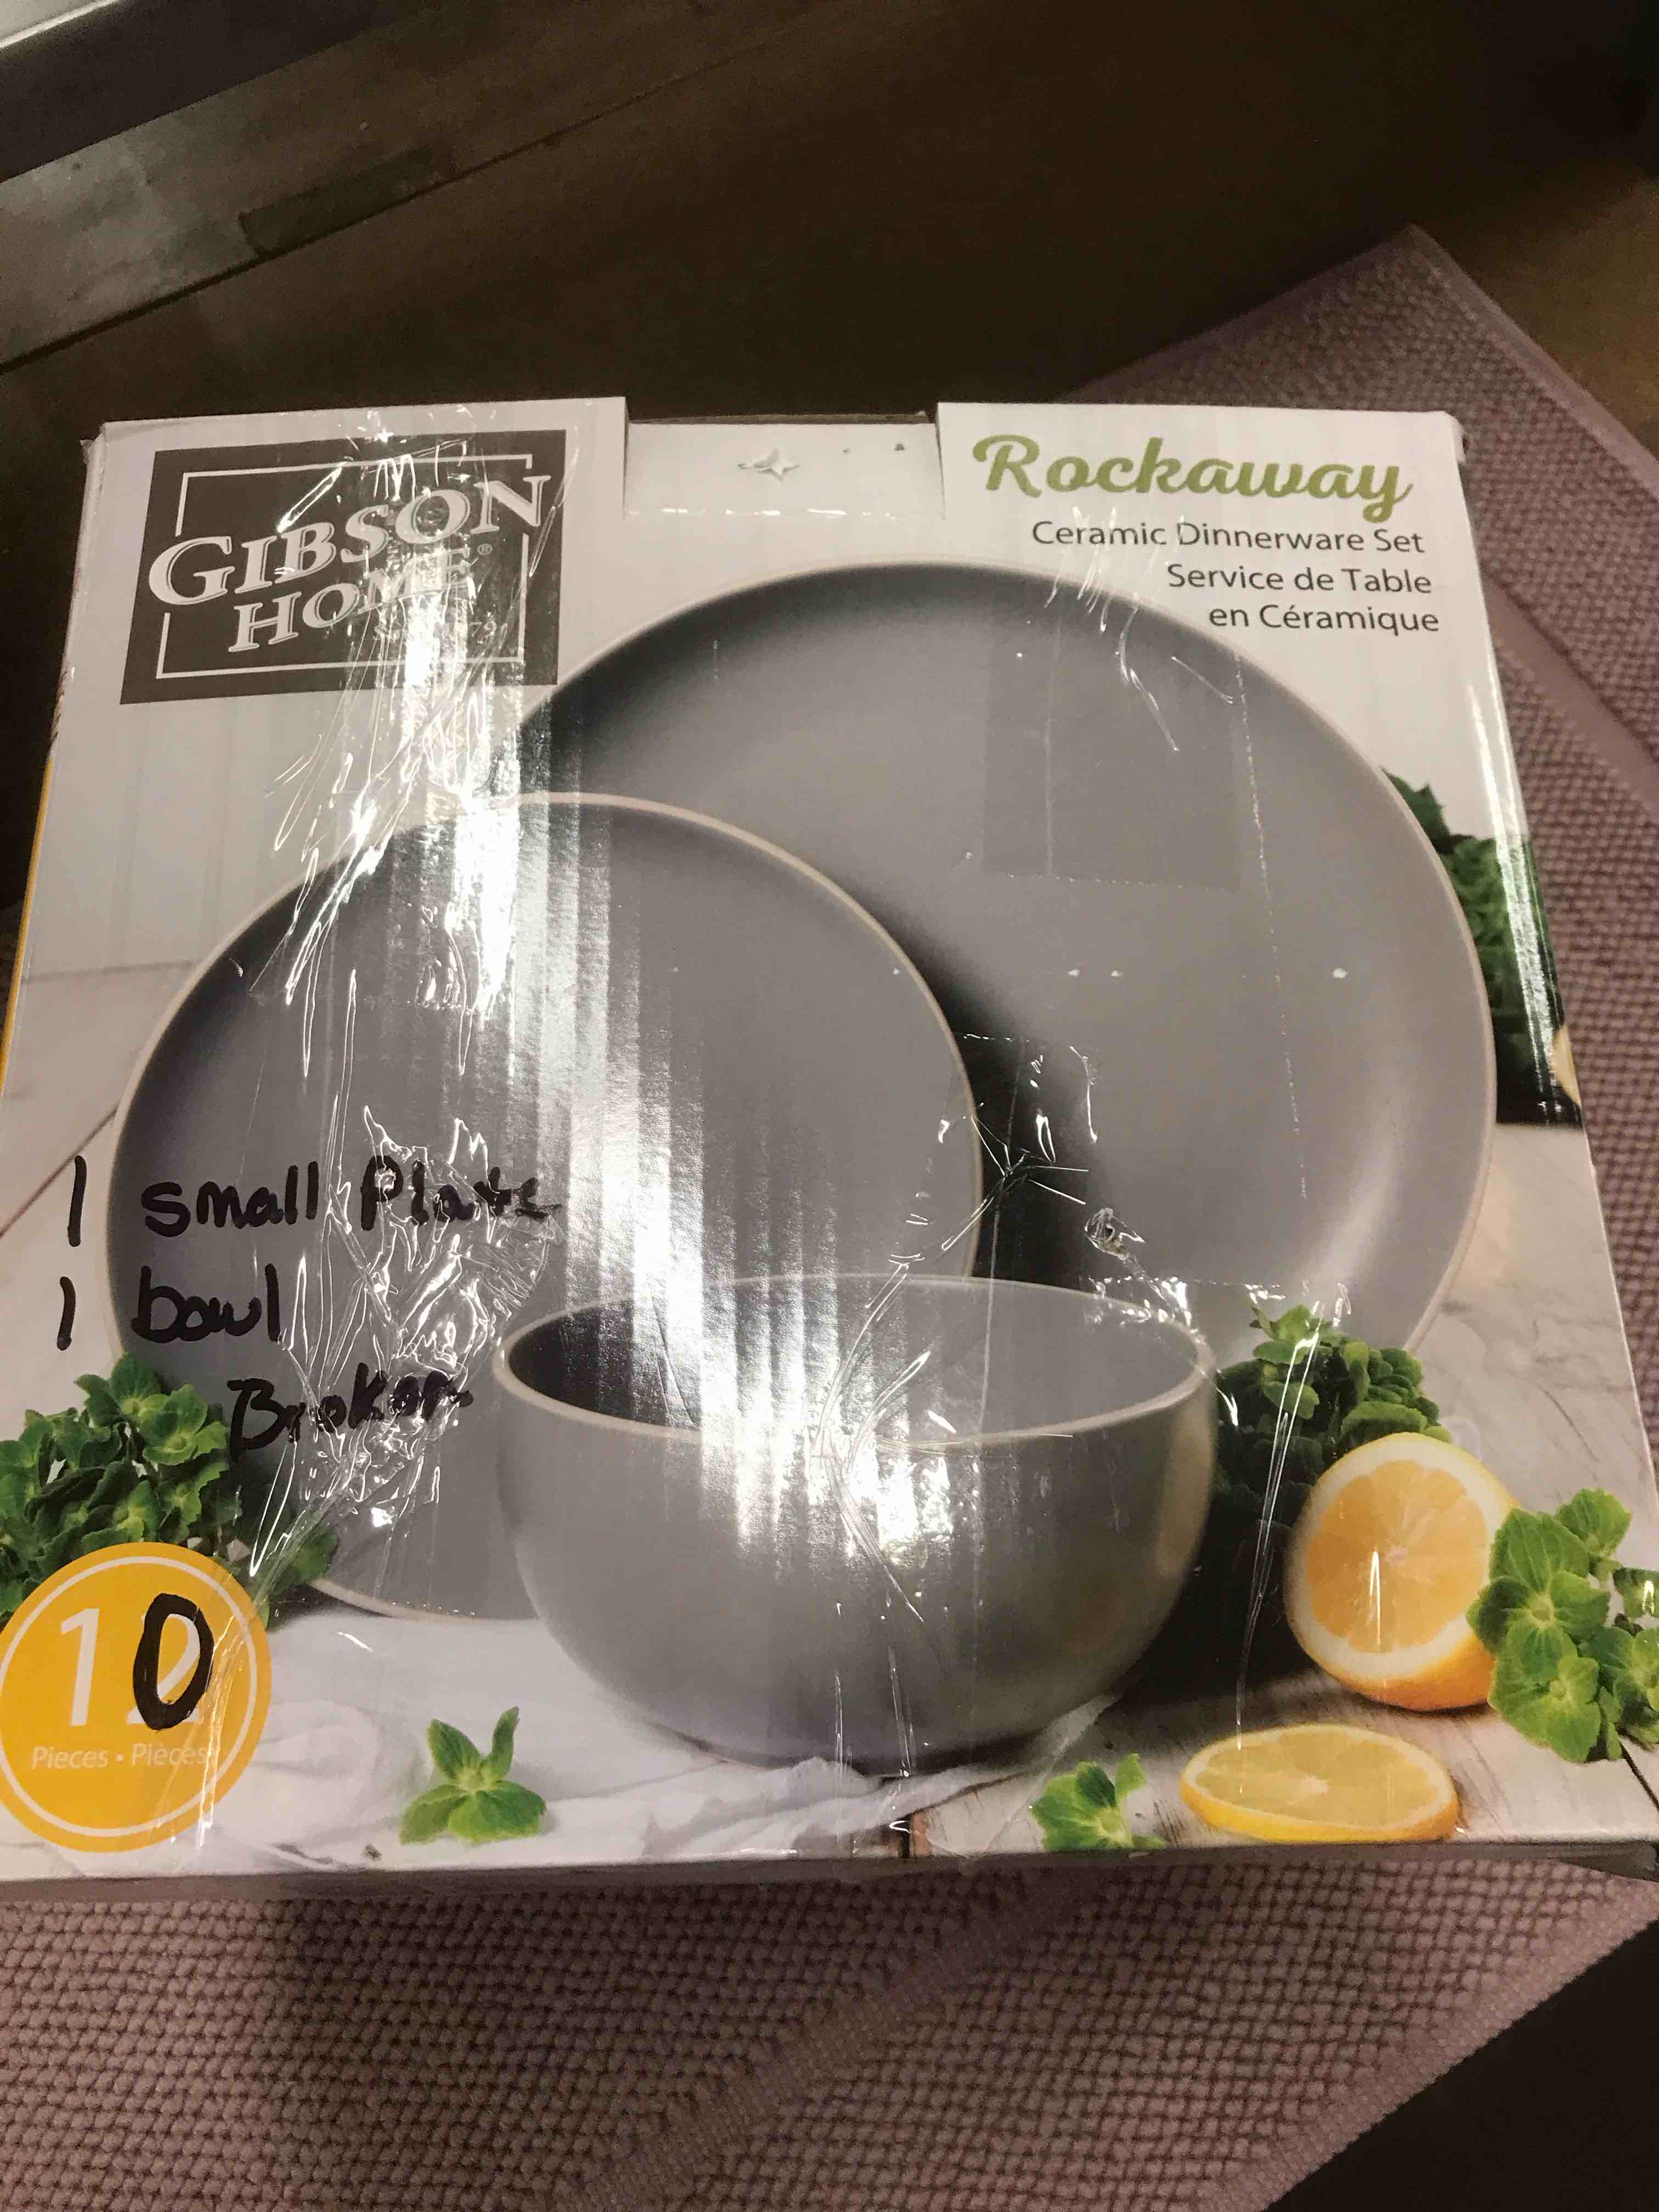 GIBSON
HOME®
Rockaway
Ceramic Dinnerware Set
Service de Table
en Céramique
1 small Plate
1 bowl
Broken
10
Pieces • Pièces